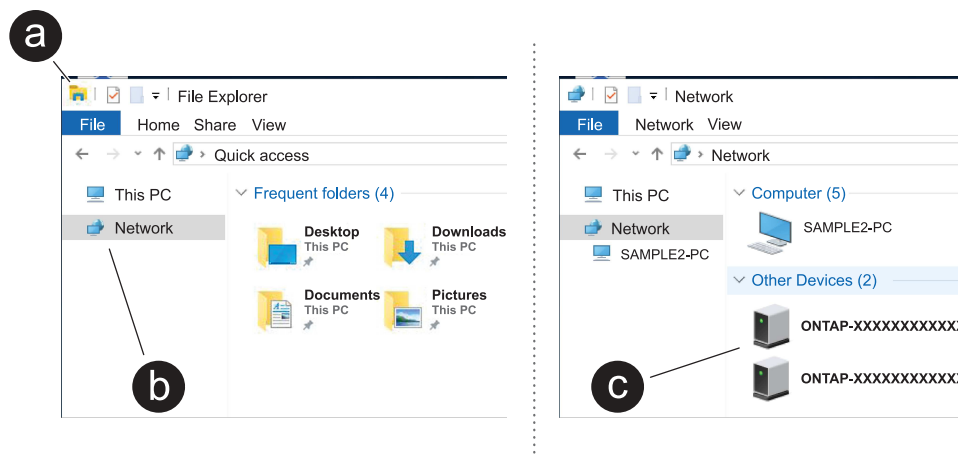 a
File Explorer
File Home Share View
Quick access
This PC
Network
Frequent folders (4)
Desktop
This PC
Downloads
This PC
Documents
This PC
Pictures
This PC
b
Network
File Network View
Network
This PC
Network
SAMPLE2-PC
Computer (5)
SAMPLE2-PC
Other Devices (2)
ONTAP-XXXXXXXXXXX
ONTAP-XXXXXXXXXXX
c